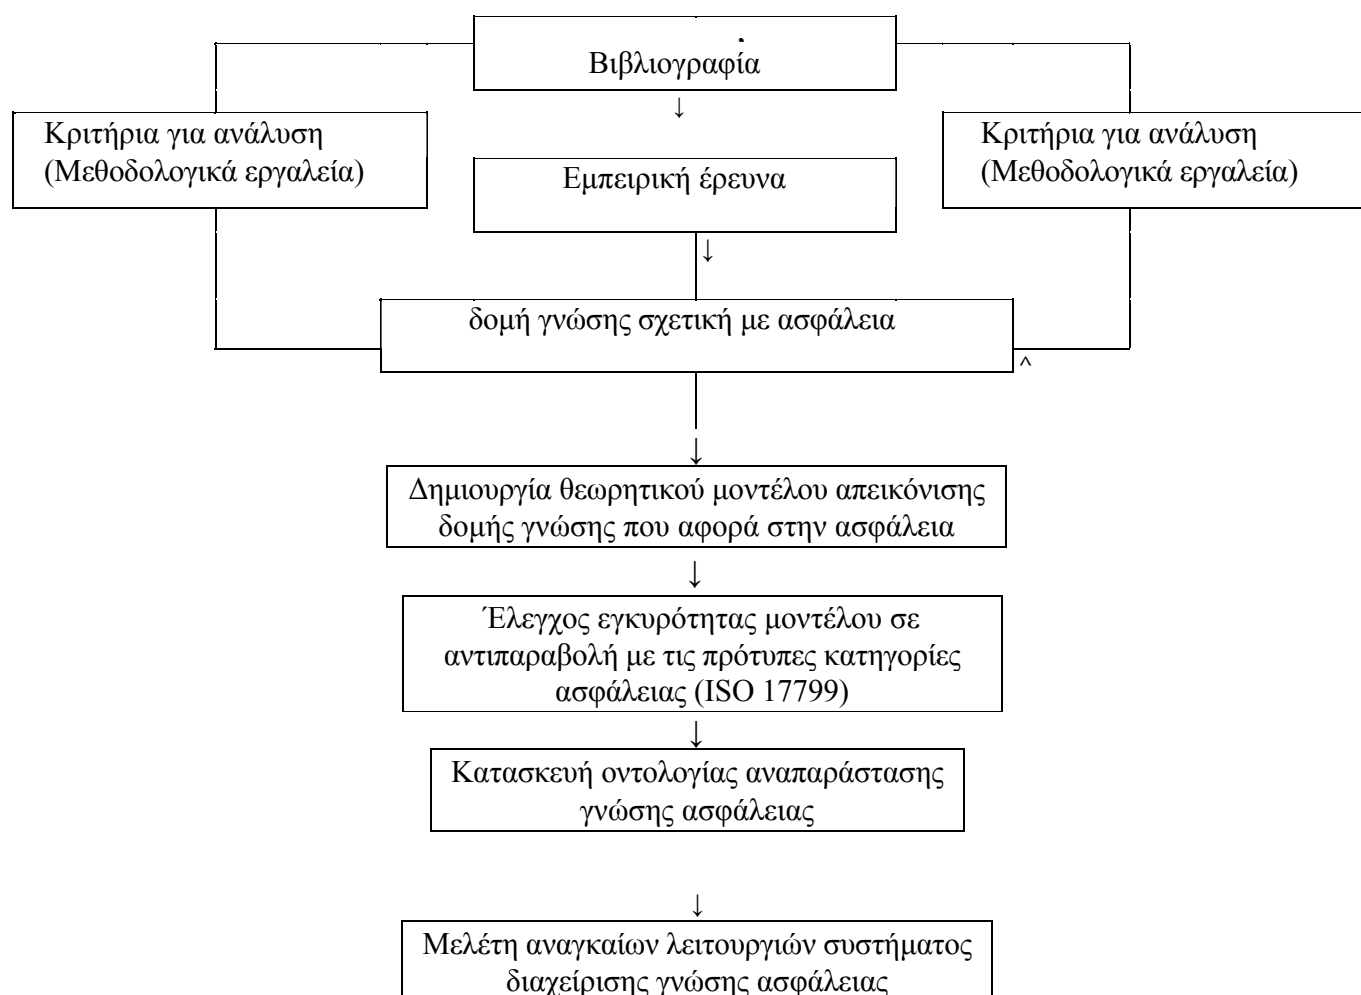 Βιβλιογραφία
↓
Κριτήρια για ανάλυση
(Μεθοδολογικά εργαλεία)
Κριτήρια για ανάλυση
(Μεθοδολογικά εργαλεία)
Εμπειρική έρευνα
↓
δομή γνώσης σχετική με ασφάλεια
^
↓
Δημιουργία θεωρητικού μοντέλου απεικόνισης
δομής γνώσης που αφορά στην ασφάλεια
↓
Έλεγχος εγκυρότητας μοντέλου σε
αντιπαραβολή με τις πρότυπες κατηγορίες
ασφάλειας (ISO 17799)
↓
Κατασκευή οντολογίας αναπαράστασης
γνώσης ασφάλειας
↓
Μελέτη αναγκαίων λειτουργιών συστήματος
διαχείρισης γνώσης ασφάλειας